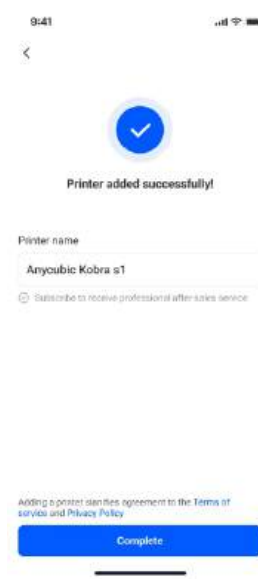 9:41
Printer added successfully!
Printer name
Anycubic Kobra s1
Subscribe to receive professional after-sales service
Adding a printer signifies agreement to the Terms of
service and Privacy Policy
Complete